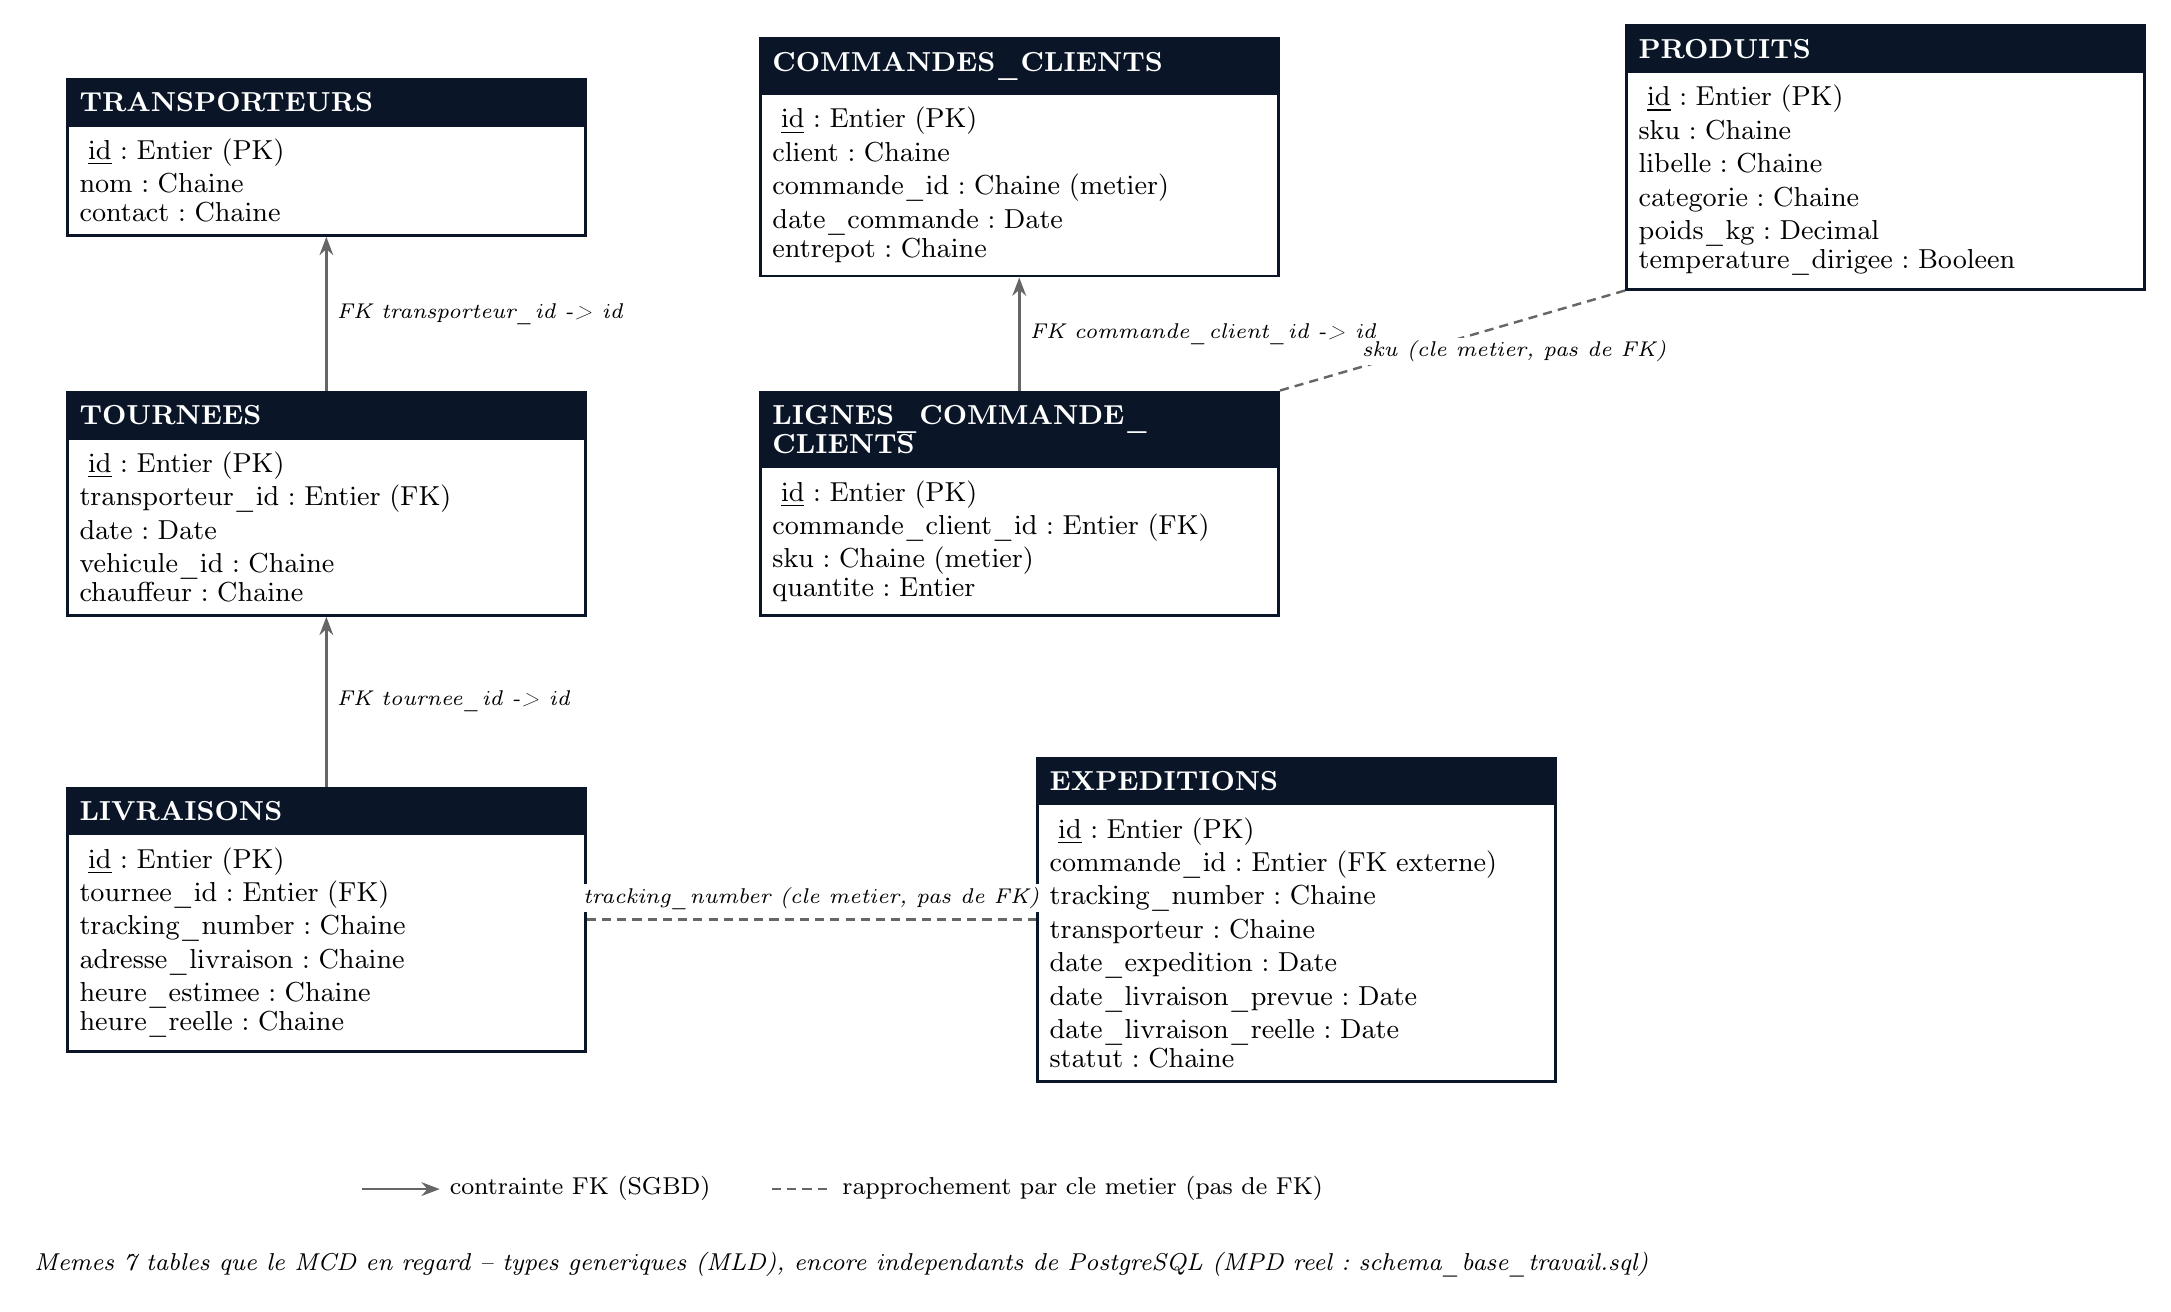 TRANSPORTEURS
id : Entier (PK)
nom : Chaine
contact : Chaine
COMMANDES_CLIENTS
id : Entier (PK)
client : Chaine
commande_id : Chaine (metier)
date_commande : Date
entrepot : Chaine
PRODUITS
id : Entier (PK)
sku : Chaine
libelle : Chaine
categorie : Chaine
poids_kg : Decimal
temperature_dirigee : Booleen
FK transporteur_id -> id
FK commande_client_id -> id
sku (cle metier, pas de FK)
TOURNEES
id : Entier (PK)
transporteur_id : Entier (FK)
date : Date
vehicule_id : Chaine
chauffeur : Chaine
LIGNES_COMMANDE_
CLIENTS
id : Entier (PK)
commande_client_id : Entier (FK)
sku : Chaine (metier)
quantite : Entier
FK tournee_id -> id
LIVRAISONS
id : Entier (PK)
tournee_id : Entier (FK)
tracking_number : Chaine
adresse_livraison : Chaine
heure_estimee : Chaine
heure_reelle : Chaine
tracking_number (cle metier, pas de FK)
EXPEDITIONS
id : Entier (PK)
commande_id : Entier (FK externe)
tracking_number : Chaine
transporteur : Chaine
date_expedition : Date
date_livraison_prevue : Date
date_livraison_reelle : Date
statut : Chaine
contrainte FK (SGBD)
rapprochement par cle metier (pas de FK)
Memes 7 tables que le MCD en regard – types generiques (MLD), encore independants de PostgreSQL (MPD reel : schema_base_travail.sql)